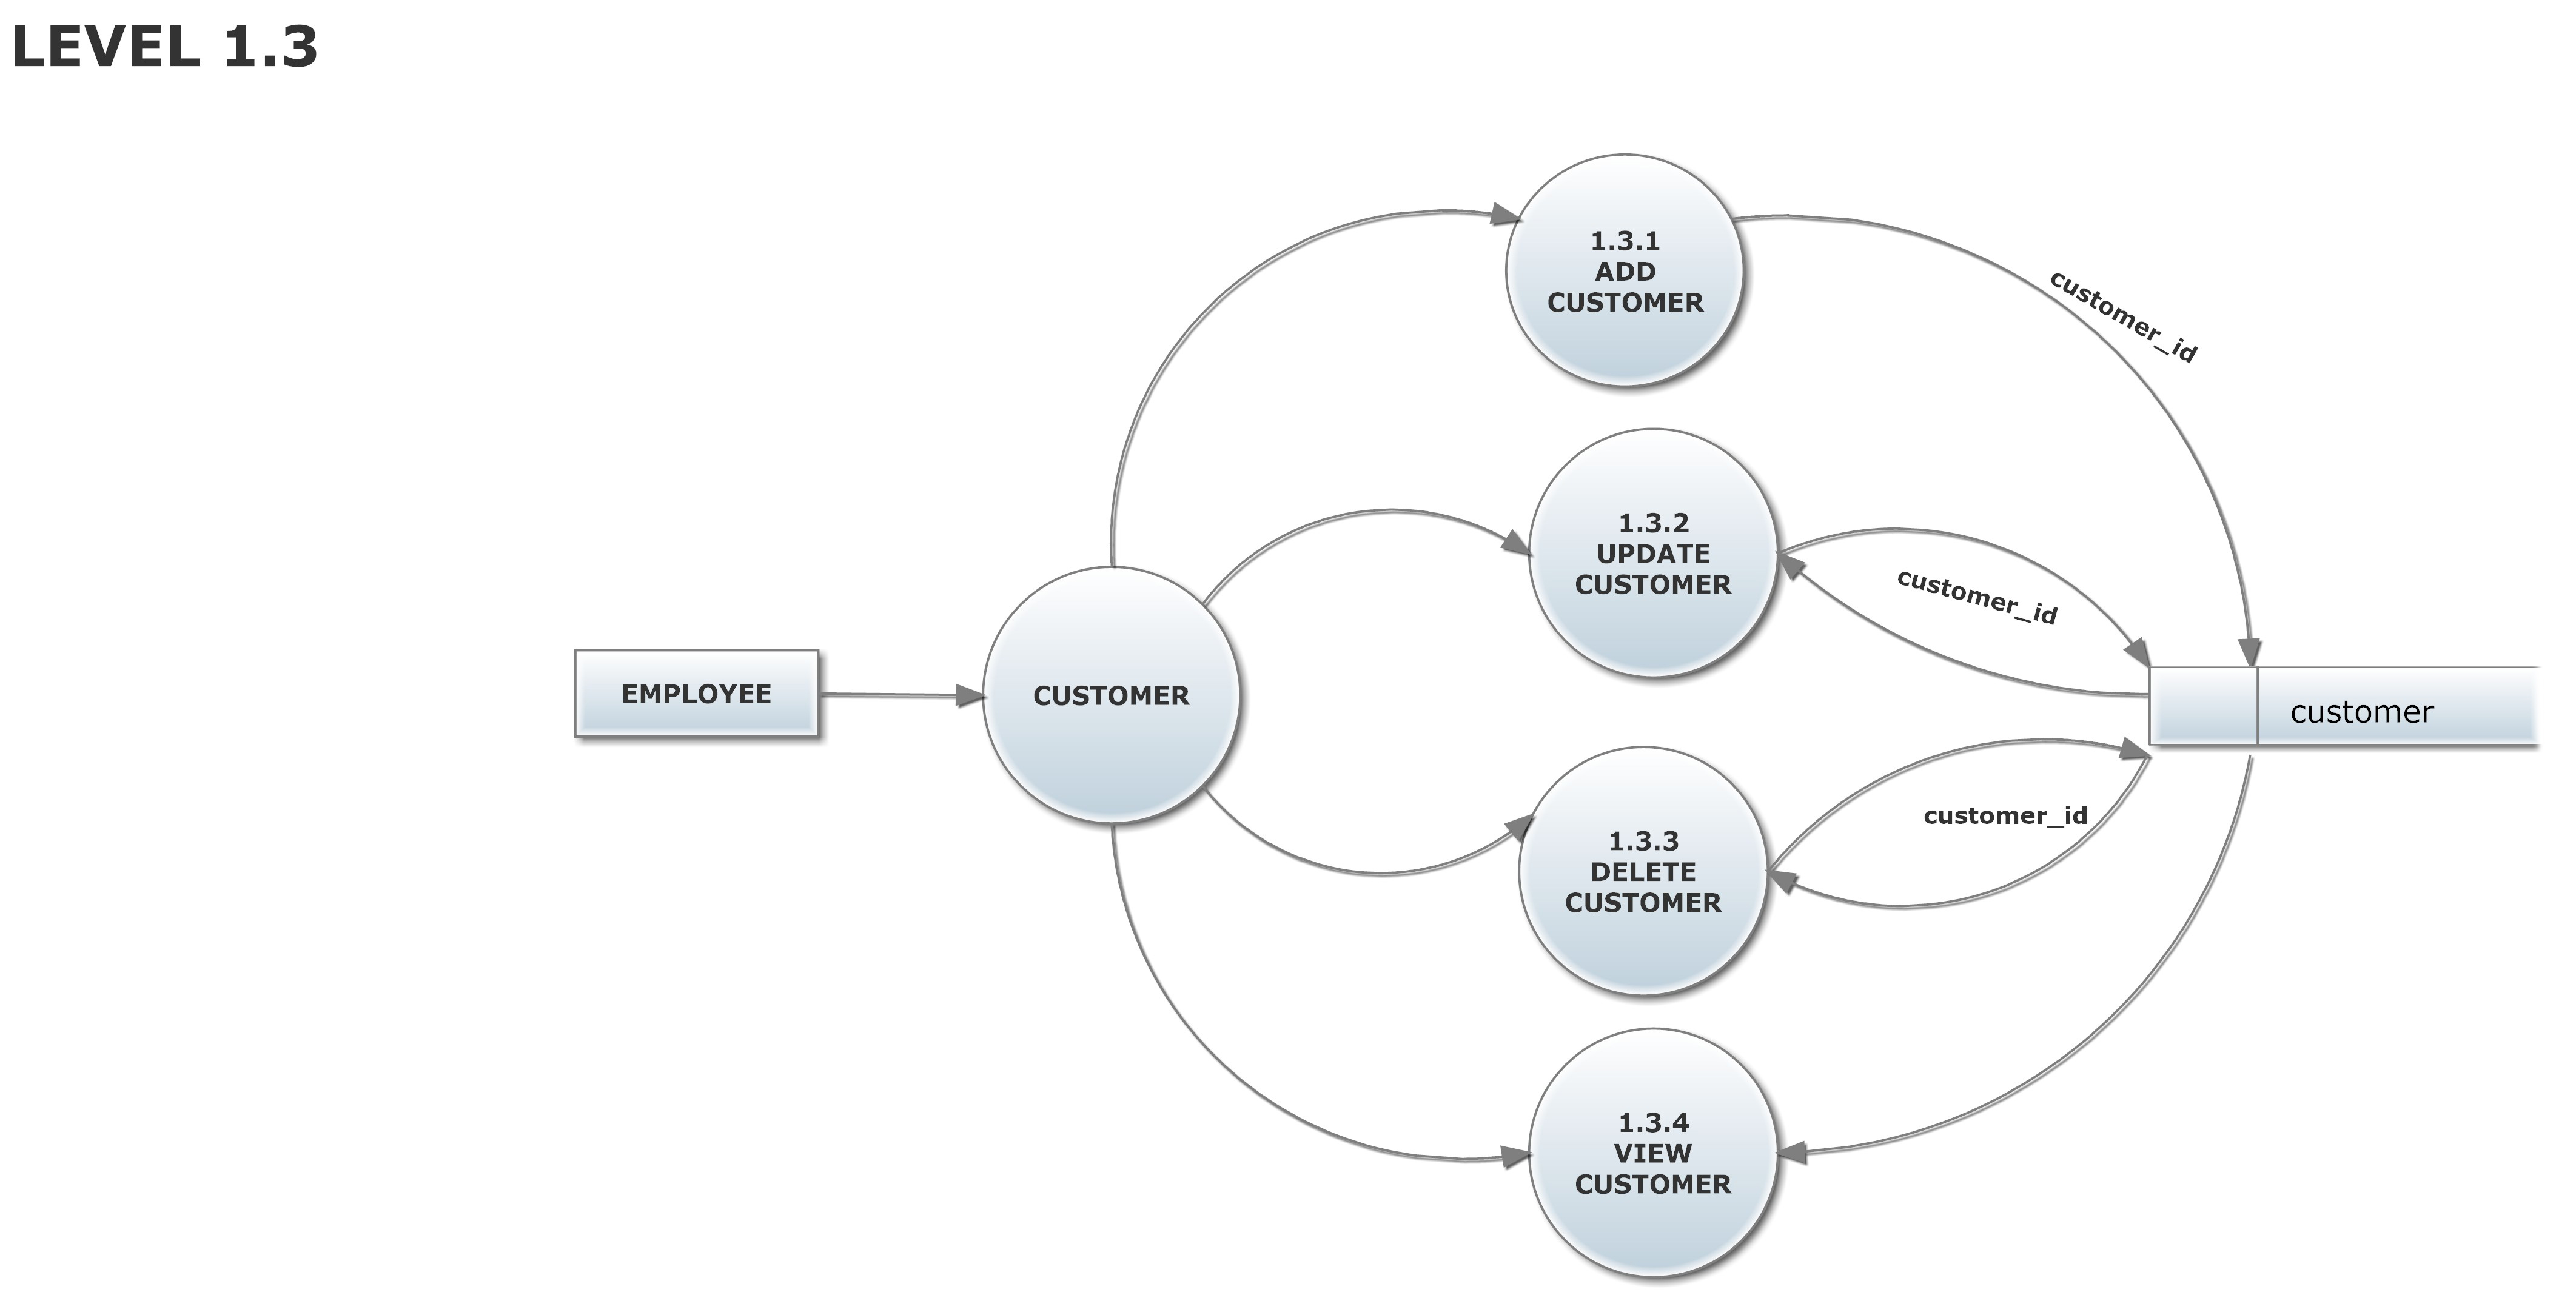 LEVEL 1.3
1.3.1
ADD
CUSTOMER
customer_id
1.3.2
UPDATE
CUSTOMER
customer_id
EMPLOYEE
CUSTOMER
customer
customer_id
1.3.3
DELETE
CUSTOMER
1.3.4
VIEW
CUSTOMER